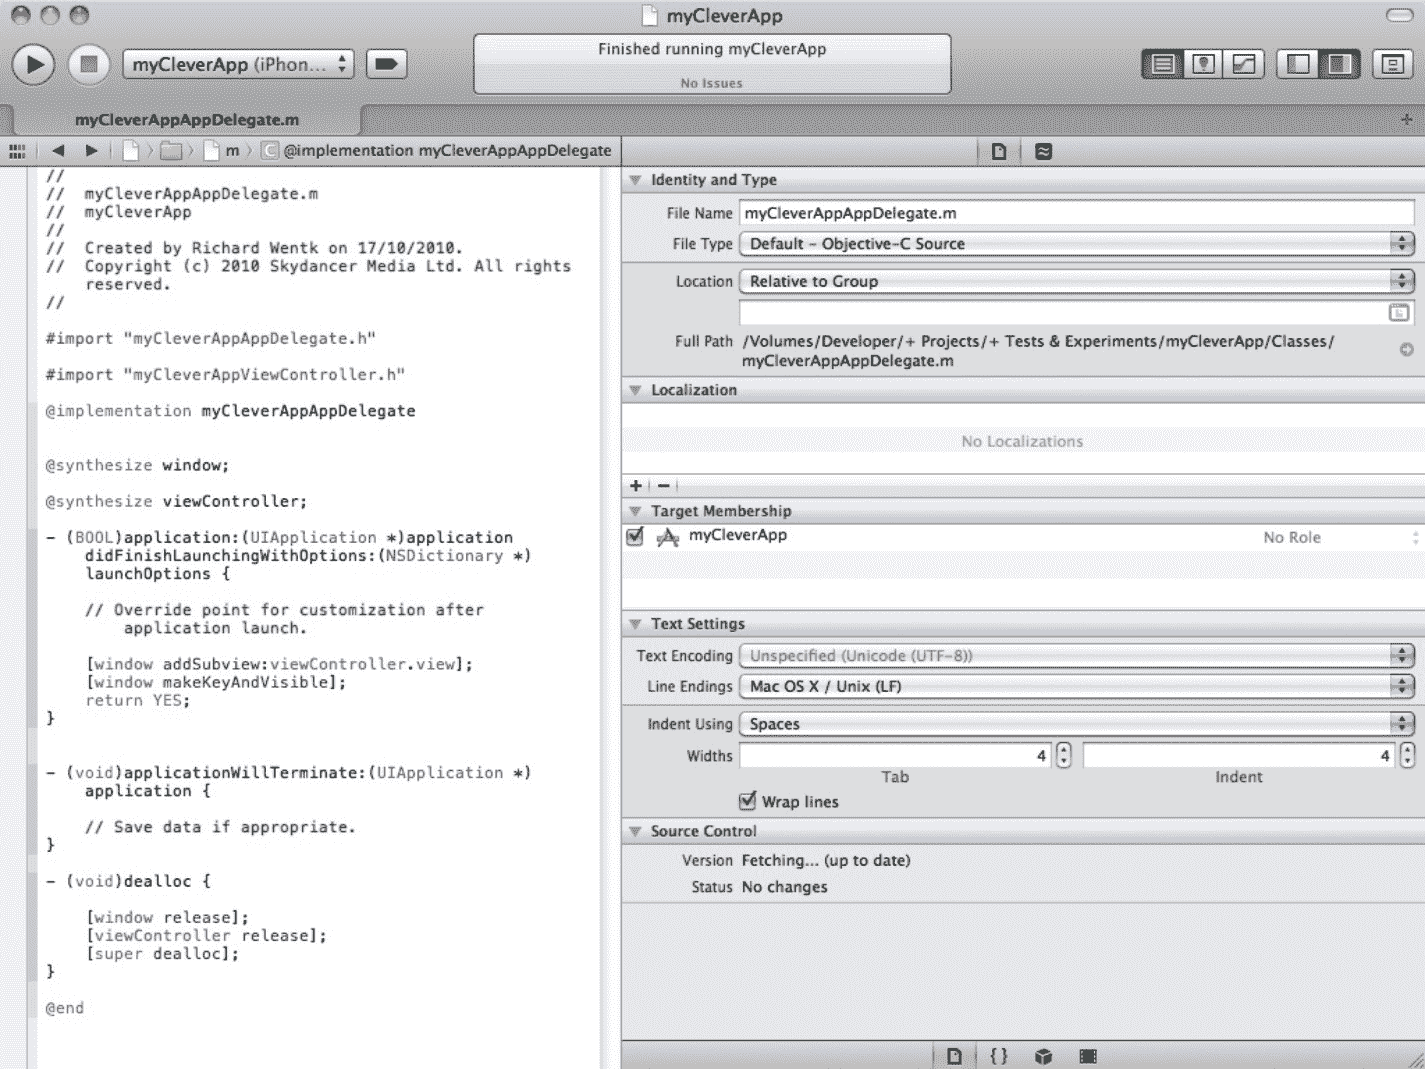 myCleverApp
myCleverApp (iPhon...
Finished running myCleverApp
No Issues
myCleverAppAppDelegate.m
m
@implementation myCleverAppAppDelegate
//
// myCleverAppAppDelegate.m
// myCleverApp
//
// Created by Richard Wentk on 17/10/2010.
// Copyright (c) 2010 Skydancer Media Ltd. All rights
reserved.
//
#import "myCleverAppAppDelegate.h"
#import "myCleverAppViewController.h"
@implementation myCleverAppAppDelegate
@synthesize window;
@synthesize viewController;
- (BOOL)application:(UIApplication *)application
didFinishLaunchingWithOptions:(NSDictionary *)
launchOptions {
// Override point for customization after
application launch.
[window addSubview:viewController.view];
[window makeKeyAndVisible];
return YES;
}
- (void)applicationWillTerminate:(UIApplication *)
application {
// Save data if appropriate.
}
- (void)dealloc {
[window release];
[viewController release];
[super dealloc];
}
@end
Identity and Type
File Name myCleverAppAppDelegate.m
File Type Default - Objective-C Source
Location Relative to Group
Full Path /Volumes/Developer/+ Projects/+ Tests & Experiments/myCleverApp/Classes/
myCleverAppAppDelegate.m
Localization
No Localizations
+ −
Target Membership
myCleverApp No Role
Text Settings
Text Encoding Unspecified (Unicode (UTF-8))
Line Endings Mac OS X / Unix (LF)
Indent Using Spaces
Widths 4 4
Tab Indent
Wrap lines
Source Control
Version Fetching... (up to date)
Status No changes
{}